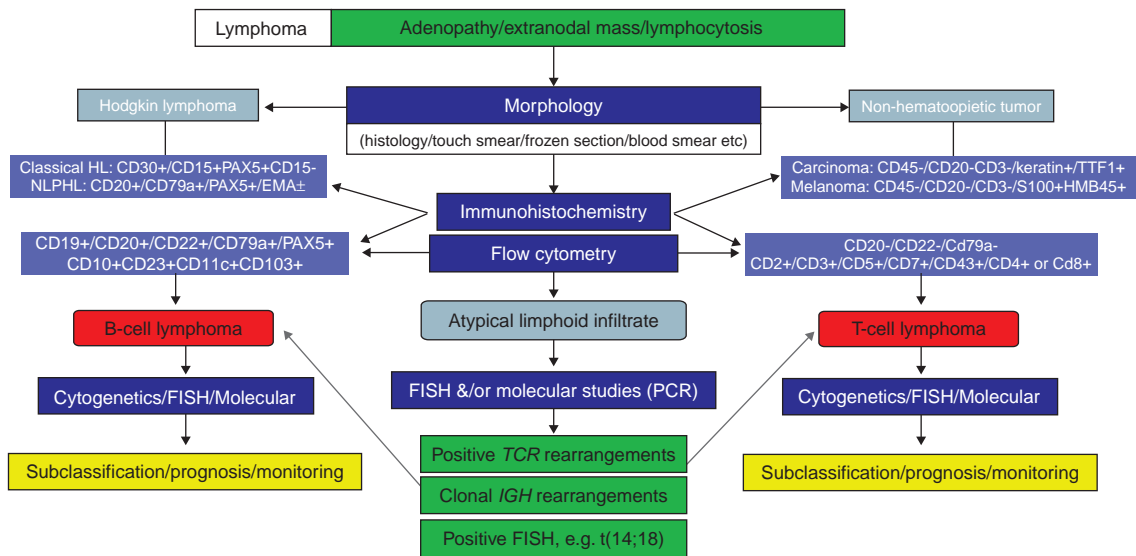 Lymphoma
Adenopathy/extranodal mass/lymphocytosis
Hodgkin lymphoma
Morphology
Non-hematoopietic tumor
(histology/touch smear/frozen section/blood smear etc)
Classical HL: CD30+/CD15+PAX5+CD15-
NLPHL: CD20+/CD79a+/PAX5+/EMA±
Carcinoma: CD45-/CD20-CD3-/keratin+/TTF1+
Melanoma: CD45-/CD20-/CD3-/S100+HMB45+
Immunohistochemistry
CD19+/CD20+/CD22+/CD79a+/PAX5+
CD10+CD23+CD11c+CD103+
Flow cytometry
CD20-/CD22-/Cd79a-
CD2+/CD3+/CD5+/CD7+/CD43+/CD4+ or Cd8+
B-cell lymphoma
Atypical limphoid infiltrate
T-cell lymphoma
Cytogenetics/FISH/Molecular
FISH &/or molecular studies (PCR)
Cytogenetics/FISH/Molecular
Subclassification/prognosis/monitoring
Positive TCR rearrangements
Subclassification/prognosis/monitoring
Clonal IGH rearrangements
Positive FISH, e.g. t(14;18)